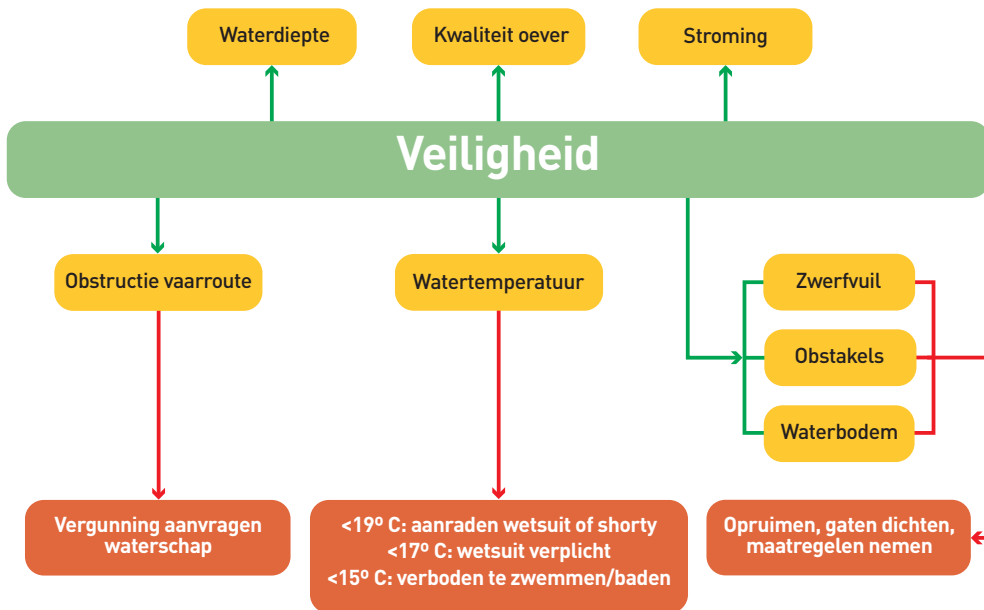 Waterdiepte
Kwaliteit oever
Stroming
Veiligheid
Obstructie vaarroute
Watertemperatuur
Zwerfvuil
Obstakels
Waterbodem
Vergunning aanvragen
waterschap
<19º C: aanraden wetsuit of shorty
<17º C: wetsuit verplicht
<15º C: verboden te zwemmen/baden
Opruimen, gaten dichten,
maatregelen nemen